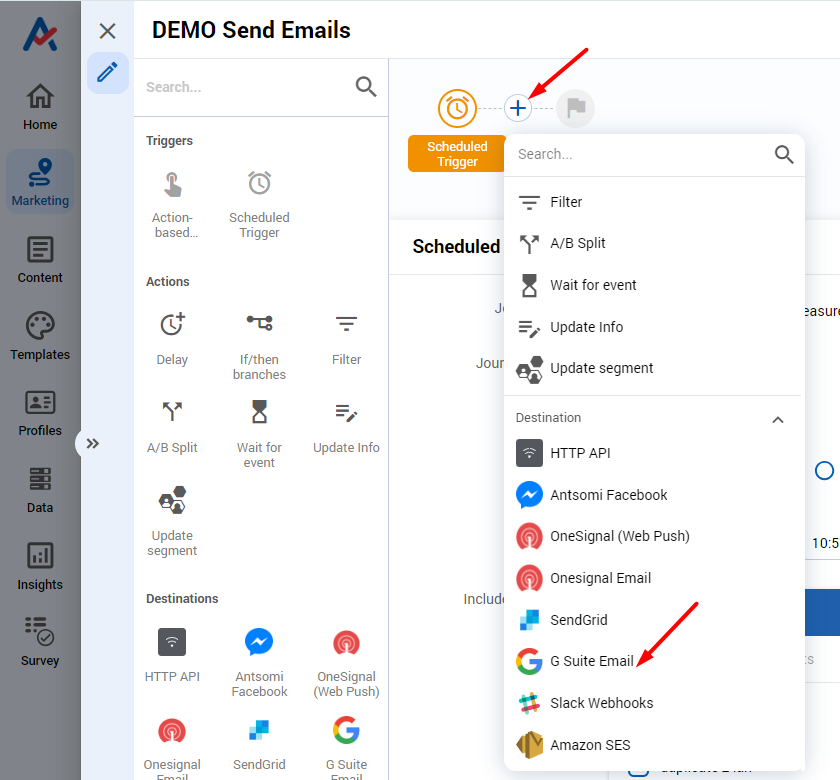 DEMO Send Emails
Home
Marketing
Content
Templates
Profiles
Data
Insights
Survey
Search...
Triggers
Action-
based...
Scheduled
Trigger
Actions
Delay
If/then
branches
Filter
A/B Split
Wait for
event
Update Info
Update
segment
Destinations
HTTP API
Antsomi
Facebook
OneSignal
(Web Push)
Onesignal
Email
SendGrid
G Suite
Email
Scheduled
Trigger
Scheduled
Jour
Include
10:5
Search...
Filter
A/B Split
Wait for event
Update Info
Update segment
Destination
HTTP API
Antsomi Facebook
OneSignal (Web Push)
Onesignal Email
SendGrid
G Suite Email
Slack Webhooks
Amazon SES